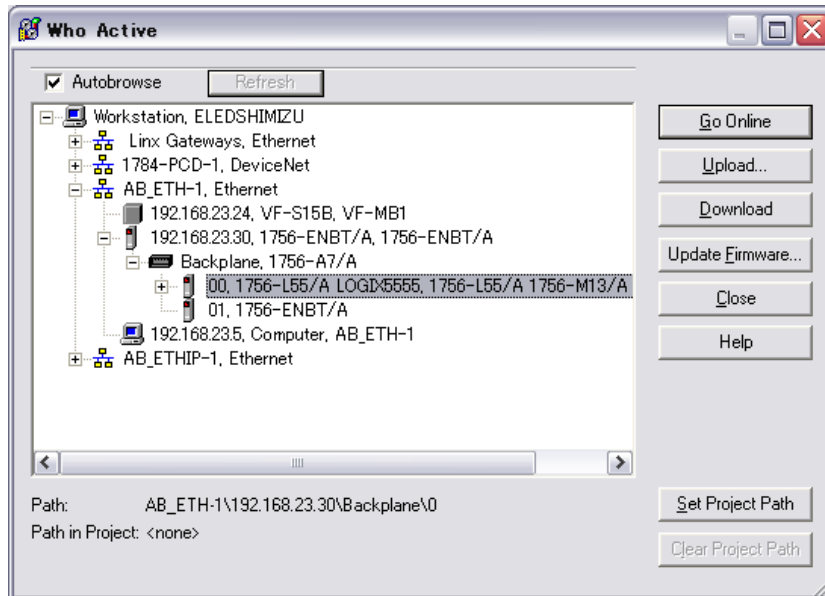 Who Active
Autobrowse
Refresh
Workstation, ELEDSHIMIZU
Linx Gateways, Ethernet
1784-PCD-1, DeviceNet
AB_ETH-1, Ethernet
192.168.23.24, VF-S15B, VF-MB1
192.168.23.30, 1756-ENBT/A, 1756-ENBT/A
Backplane, 1756-A7/A
00, 1756-L55/A LOGIX5555, 1756-L55/A 1756-M13/A
01, 1756-ENBT/A
192.168.23.5, Computer, AB_ETH-1
AB_ETHIP-1, Ethernet
Go Online
Upload...
Download
Update Firmware...
Close
Help
Path: AB_ETH-1\192.168.23.30\Backplane\0
Path in Project: <none>
Set Project Path
Clear Project Path